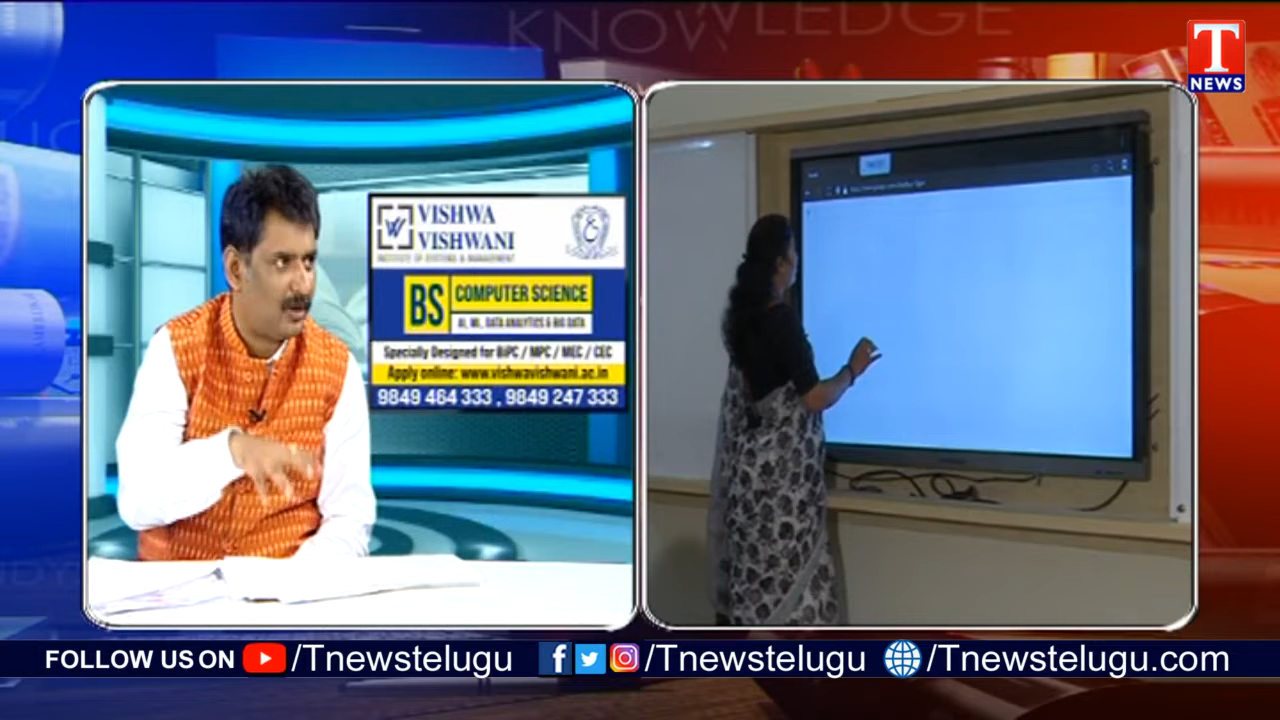 KNOWLEDGE
T
NEWS
VISHWA
VISHWANI
INSTITUTE OF SYSTEMS & MANAGEMENT
BS
COMPUTER SCIENCE
AI, ML, DATA ANALYTICS & BIG DATA
Specially Designed for BiPC / MPC / MEC / CEC
Apply online: www.vishwavishwani.ac.in
9849 464 333 , 9849 247 333
FOLLOW US ON /Tnewstelugu /Tnewstelugu /Tnewstelugu.com